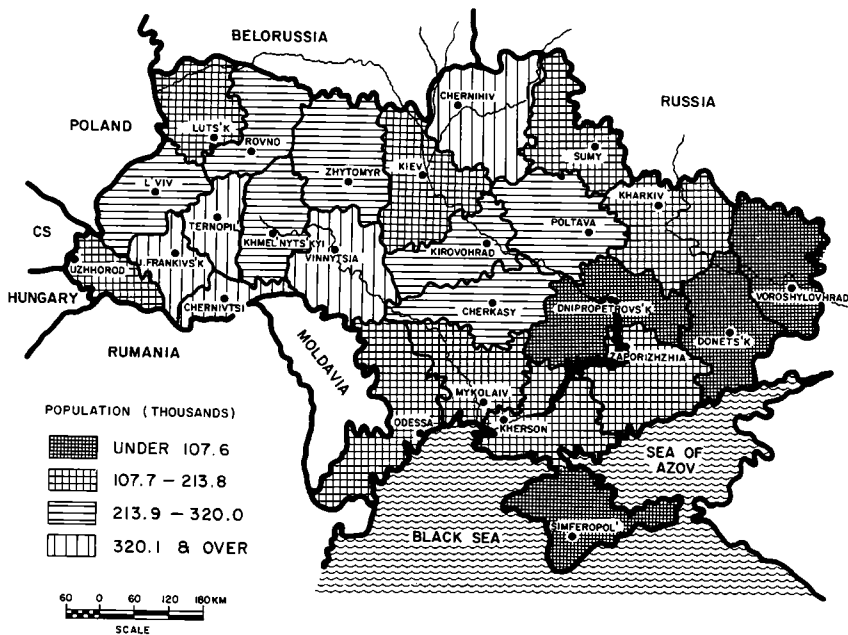 BELORUSSIA
CHERNIHIV
RUSSIA
POLAND
LUTS'K
ROVNO
SUMY
KIEV
ZHYTOMYR
L'VIV
KHARKIV
TERNOPIL
POLTAVA
CS
KHMEL'NYTS'KYI
KIROVOHRAD
I.FRANKIVS'K
VINNYTSIA
UZHHOROD
VOROSHYLOVHRAD
HUNGARY
CHERNIVTSI
CHERKASY
DNIPROPETROVS'K
DONETS'K
RUMANIA
MOLDAVIA
ZAPORIZHZHIA
MYKOLAIV
ODESSA
KHERSON
SEA OF
AZOV
SIMFEROPOL'
BLACK SEA
POPULATION (THOUSANDS)
UNDER 107.6
107.7 – 213.8
213.9 – 320.0
320.1 & OVER
60 0 60 120 180 KM
SCALE